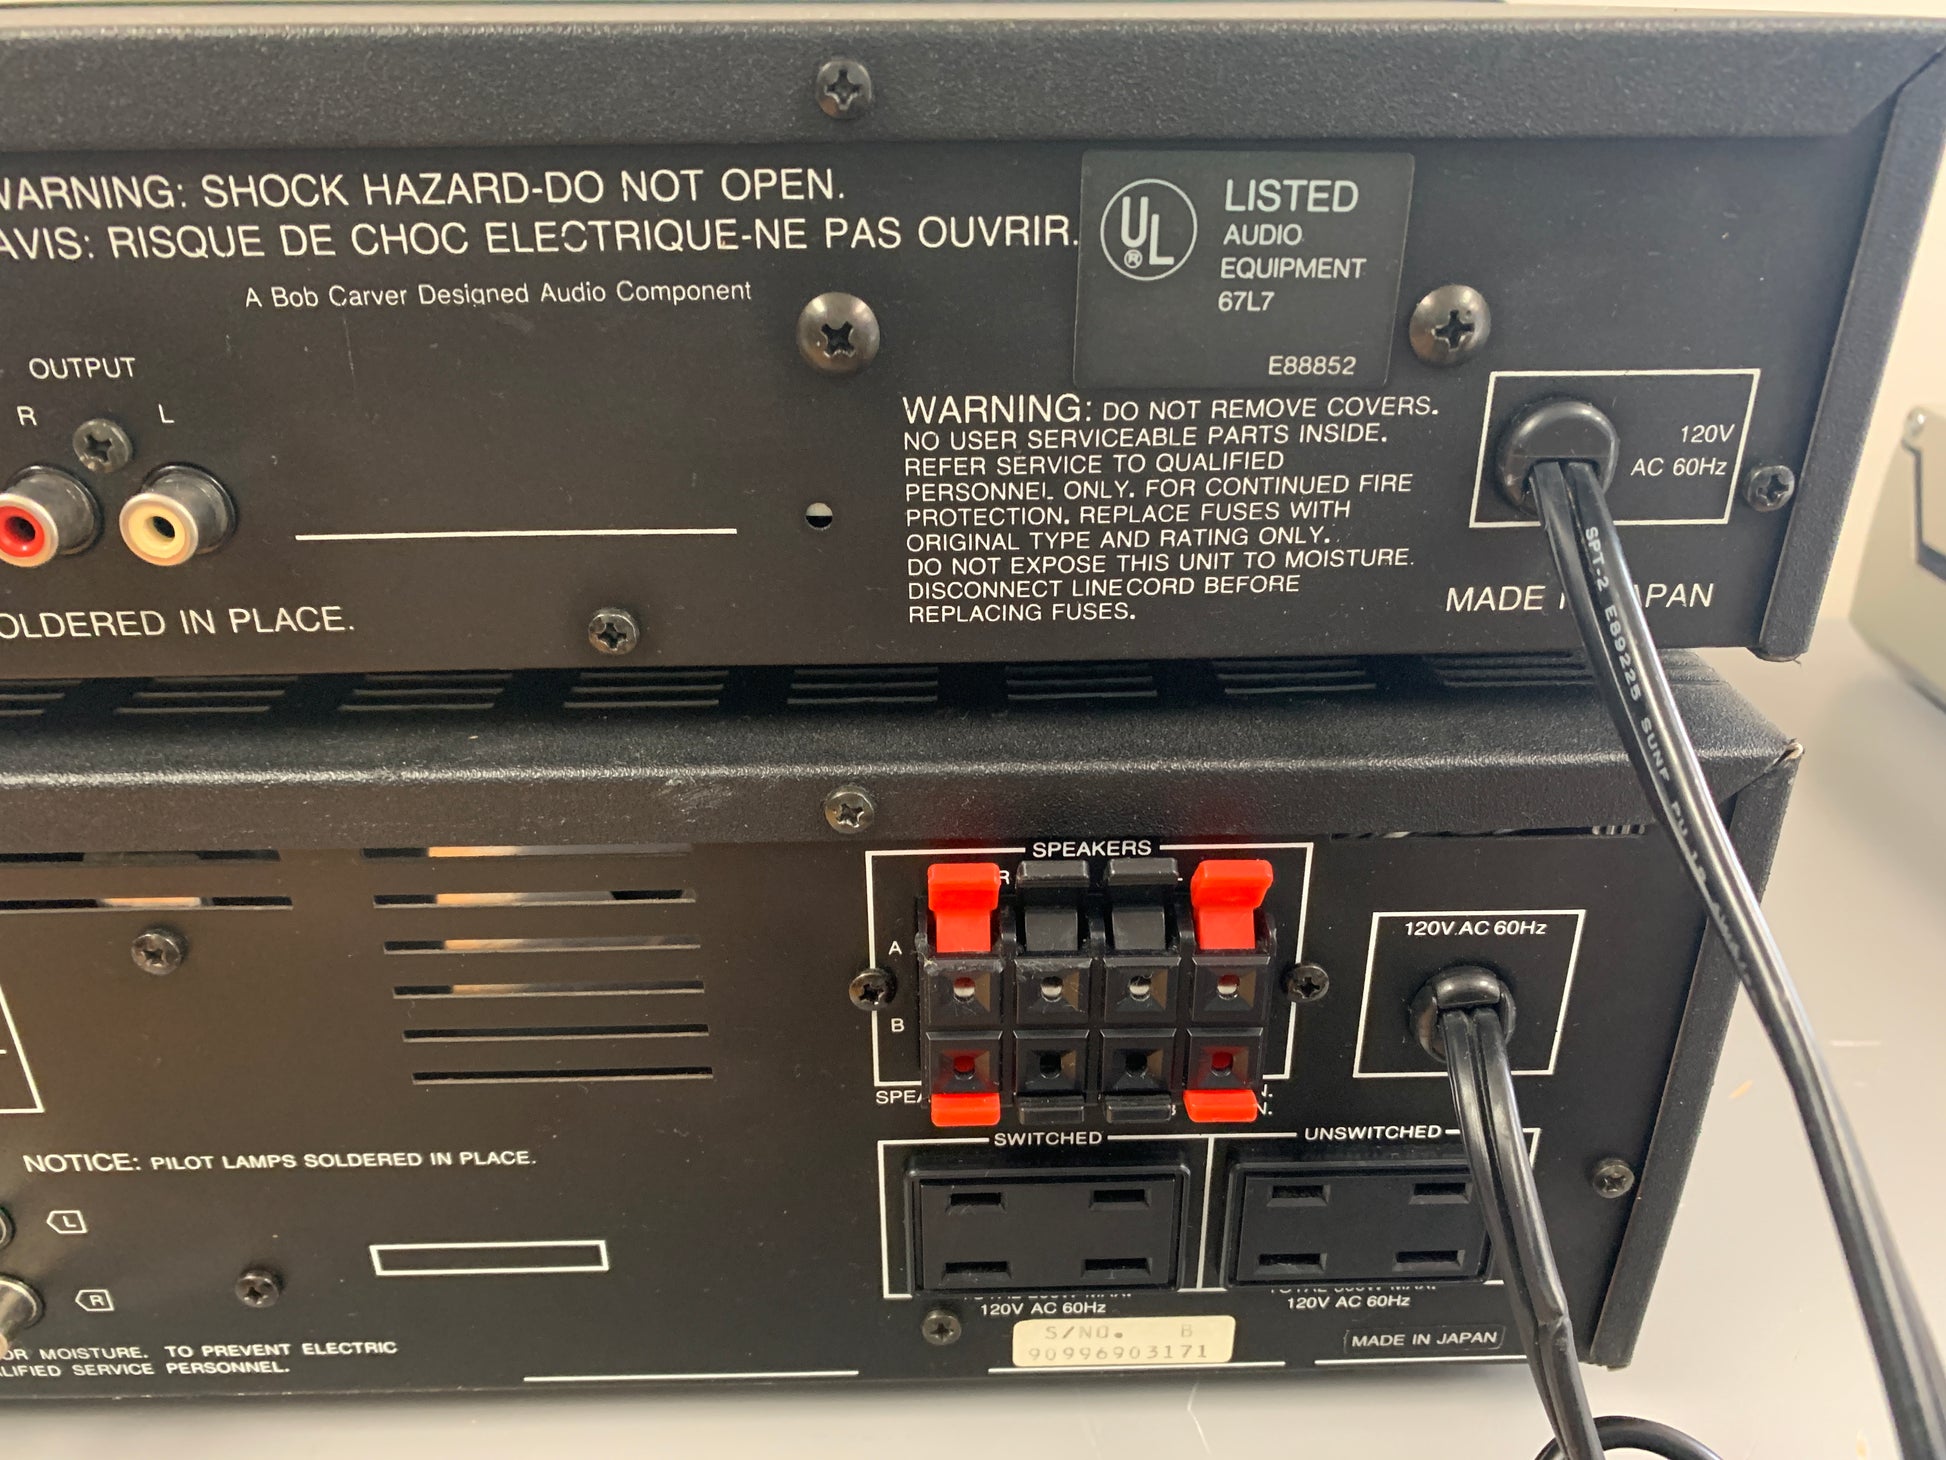 WARNING: SHOCK HAZARD-DO NOT OPEN.
AVIS: RISQUE DE CHOC ELECTRIQUE-NE PAS OUVRIR.
A Bob Carver Designed Audio Component
UL
®
LISTED
AUDIO
EQUIPMENT
67L7
E88852
OUTPUT
R L
WARNING: DO NOT REMOVE COVERS.
NO USER SERVICEABLE PARTS INSIDE.
REFER SERVICE TO QUALIFIED
PERSONNEL ONLY. FOR CONTINUED FIRE
PROTECTION. REPLACE FUSES WITH
ORIGINAL TYPE AND RATING ONLY.
DO NOT EXPOSE THIS UNIT TO MOISTURE.
DISCONNECT LINECORD BEFORE
REPLACING FUSES.
120V
AC 60Hz
MADE
SPT-2 E89225
OLDERED IN PLACE.
SPEAKERS
R
A
B
120V.AC 60Hz
SWITCHED
UNSWITCHED
120V AC 60Hz
120V AC 60Hz
NOTICE: PILOT LAMPS SOLDERED IN PLACE.
L
R
OR MOISTURE. TO PREVENT ELECTRIC
SERVICE PERSONNEL.
S/NO. B
90996903171
MADE IN JAPAN